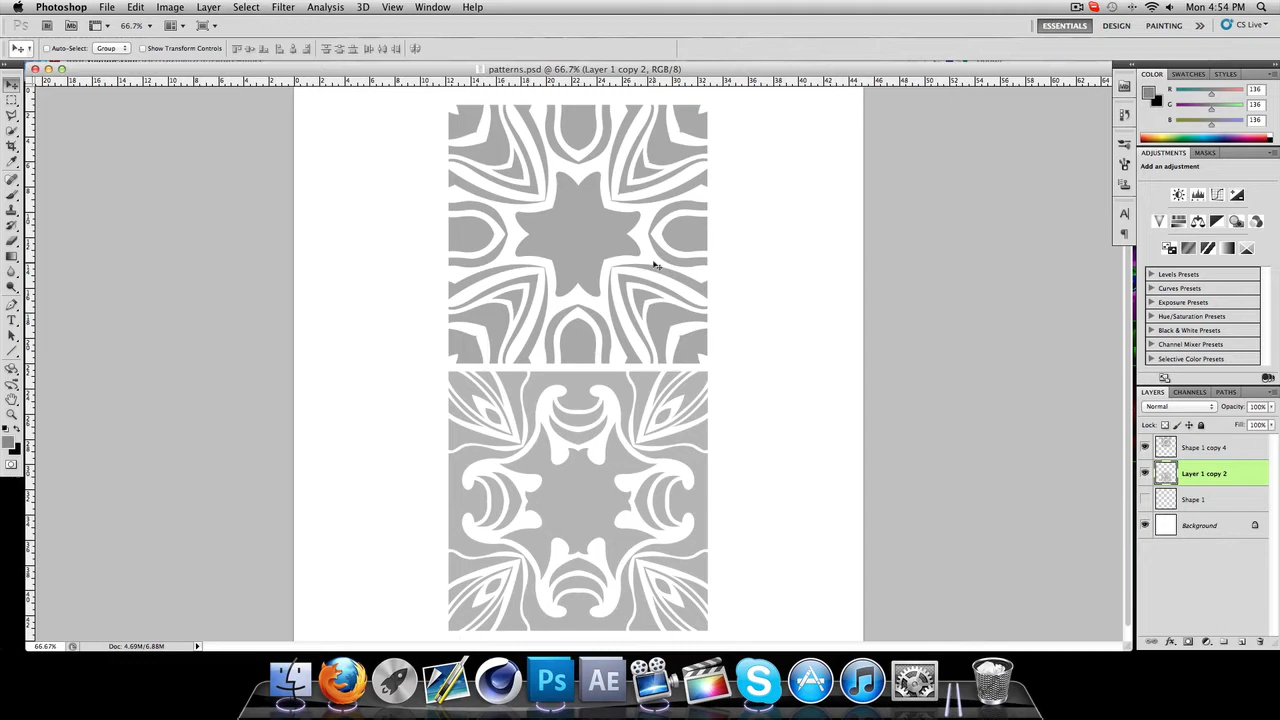 Photoshop File Edit Image Layer Select Filter Analysis 3D View Window Help Mon 4:54 PM
Ps Br Mb 66.7% ESSENTIALS DESIGN PAINTING CS Live
Auto-Select: Group Show Transform Controls
patterns.psd @ 66.7% (Layer 1 copy 2, RGB/8)
COLOR SWATCHES STYLES
R 136
G 136
B 136
ADJUSTMENTS MASKS
Add an adjustment
Levels Presets
Curves Presets
Exposure Presets
Hue/Saturation Presets
Black & White Presets
Channel Mixer Presets
Selective Color Presets
LAYERS CHANNELS PATHS
Normal Opacity: 100%
Lock: Fill: 100%
Shape 1 copy 4
Layer 1 copy 2
Shape 1
Background
66.67% Doc: 4.69M/6.88M
Ps AE